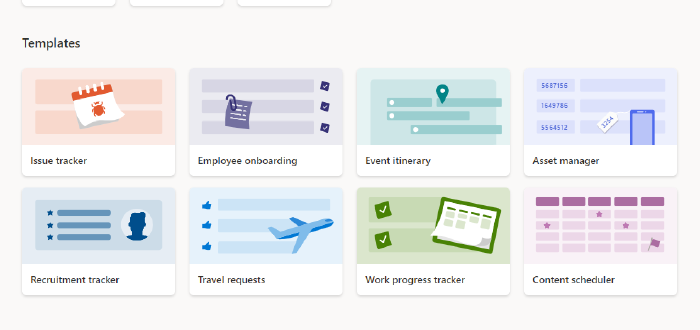 Templates
Issue tracker
Employee onboarding
Event itinerary
5687156
1649786
5564512
3254
Asset manager
Recruitment tracker
Travel requests
Work progress tracker
Content scheduler